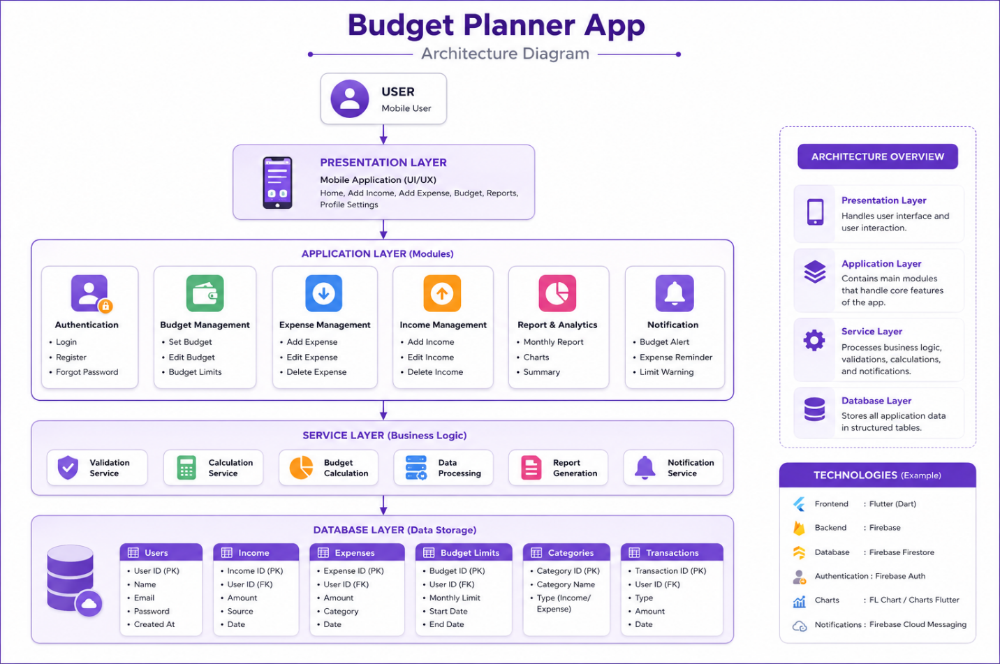 Budget Planner App
Architecture Diagram
USER
Mobile User
PRESENTATION LAYER
Mobile Application (UI/UX)
Home, Add Income, Add Expense, Budget, Reports,
Profile Settings
APPLICATION LAYER (Modules)
Authentication
• Login
• Register
• Forgot Password
Budget Management
• Set Budget
• Edit Budget
• Budget Limits
Expense Management
• Add Expense
• Edit Expense
• Delete Expense
Income Management
• Add Income
• Edit Income
• Delete Income
Report & Analytics
• Monthly Report
• Charts
• Summary
Notification
• Budget Alert
• Expense Reminder
• Limit Warning
SERVICE LAYER (Business Logic)
Validation
Service
Calculation
Service
Budget
Calculation
Data
Processing
Report
Generation
Notification
Service
DATABASE LAYER (Data Storage)
Users
• User ID (PK)
• Name
• Email
• Password
• Created At
Income
• Income ID (PK)
• User ID (FK)
• Amount
• Source
• Date
Expenses
• Expense ID (PK)
• User ID (FK)
• Amount
• Category
• Date
Budget Limits
• Budget ID (PK)
• User ID (FK)
• Monthly Limit
• Start Date
• End Date
Categories
• Category ID (PK)
• Category Name
• Type (Income/
Expense)
Transactions
• Transaction ID (PK)
• User ID (FK)
• Type
• Amount
• Date
ARCHITECTURE OVERVIEW
Presentation Layer
Handles user interface and
user interaction.
Application Layer
Contains main modules
that handle core features
of the app.
Service Layer
Processes business logic,
validations, calculations,
and notifications.
Database Layer
Stores all application data
in structured tables.
TECHNOLOGIES (Example)
Frontend : Flutter (Dart)
Backend : Firebase
Database : Firebase Firestore
Authentication : Firebase Auth
Charts : FL Chart / Charts Flutter
Notifications : Firebase Cloud Messaging